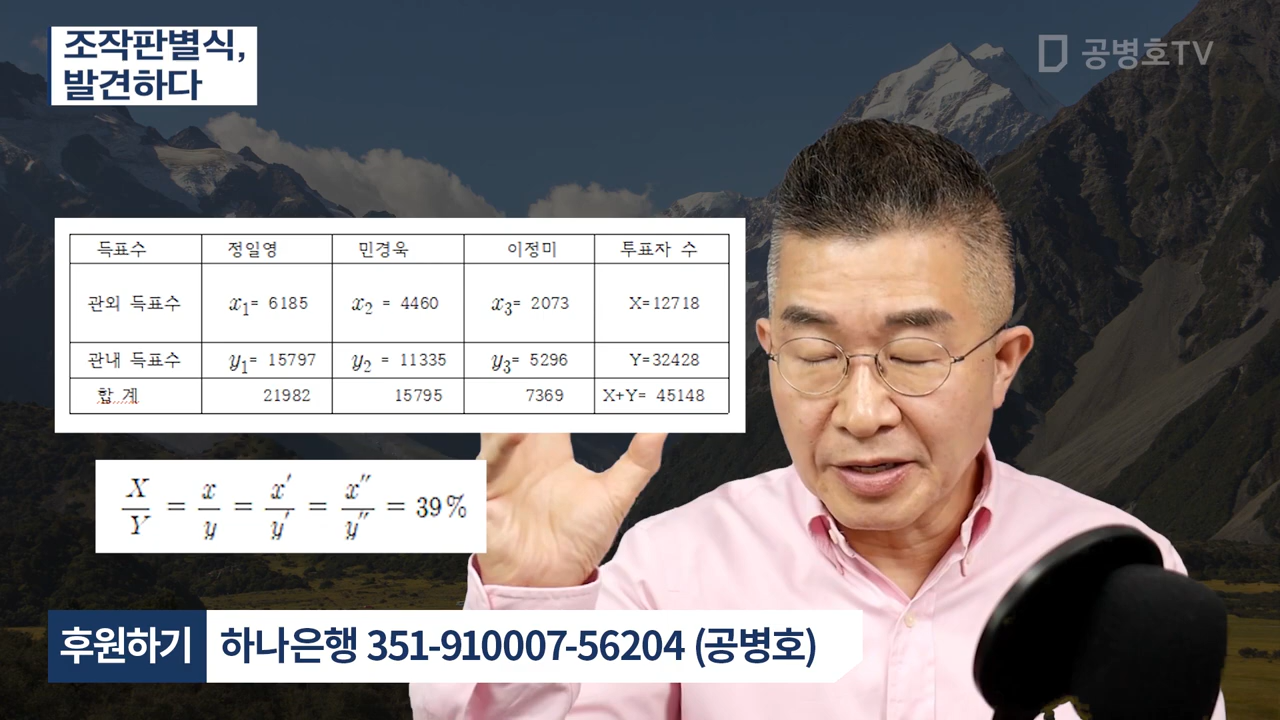 조작판별식,
발견하다
공병호TV
득표수 정일영 민경욱 이정미 투표자 수
관외 득표수 x₁= 6185 x₂ = 4460 x₃= 2073 X=12718
관내 득표수 y₁= 15797 y₂ = 11335 y₃= 5296 Y=32428
합 계 21982 15795 7369 X+Y= 45148
X/Y = x/y = x′/y′ = x″/y″ = 39%
후원하기 하나은행 351-910007-56204 (공병호)